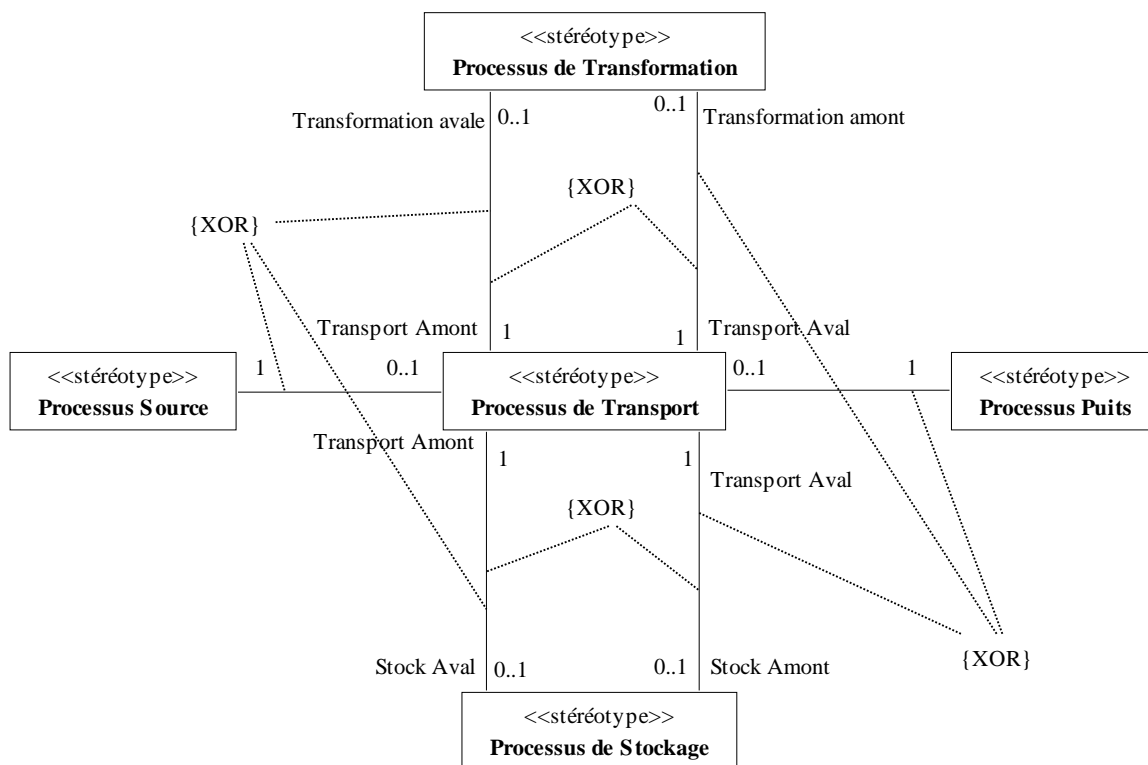 <<stéréotype>>
Processus de Transformation
0..1
0..1
Transformation avale
Transformation amont
{XOR}
{XOR}
Transport Amont
1
1
Transport Aval
<<stéréotype>>
Processus Source
1
0..1
<<stéréotype>>
Processus de Transport
0..1
1
<<stéréotype>>
Processus Puits
Transport Amont
1
1
Transport Aval
{XOR}
{XOR}
Stock Aval
0..1
0..1
Stock Amont
<<stéréotype>>
Processus de Stockage